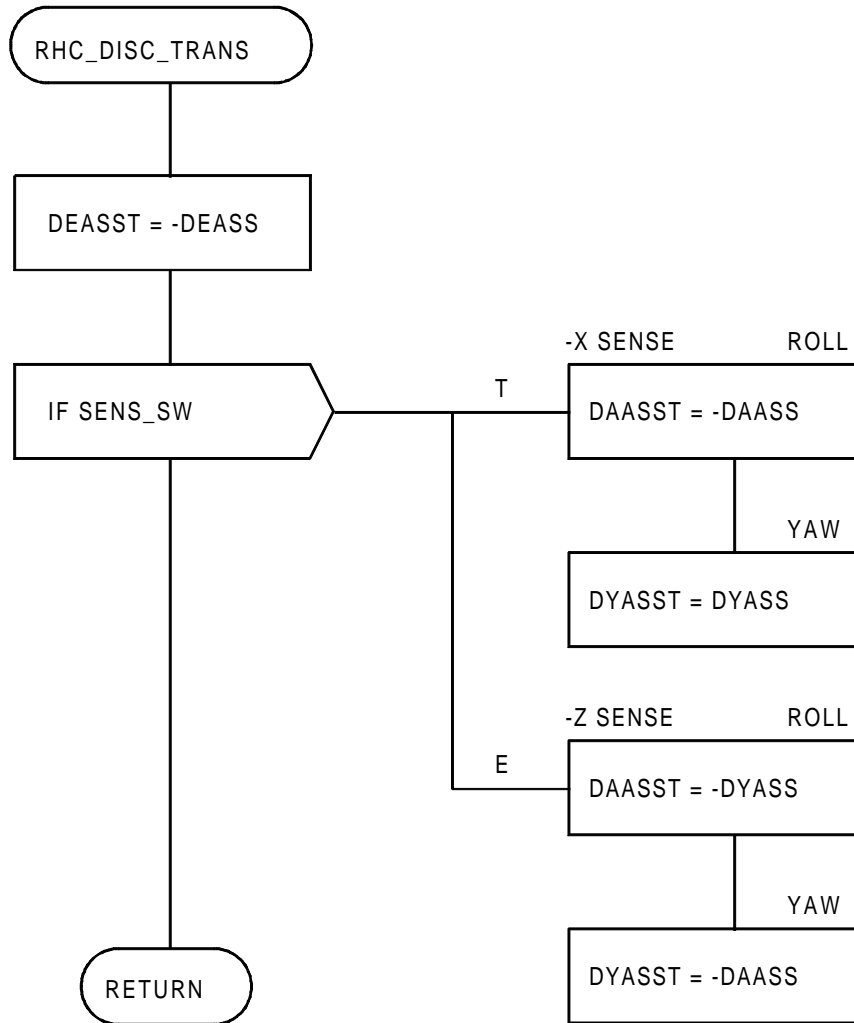 RHC_DISC_TRANS
DEASST = -DEASS
IF SENS_SW
T
-X SENSE ROLL
DAASST = -DAASS
YAW
DYASST = DYASS
E
-Z SENSE ROLL
DAASST = -DYASS
YAW
DYASST = -DAASS
RETURN